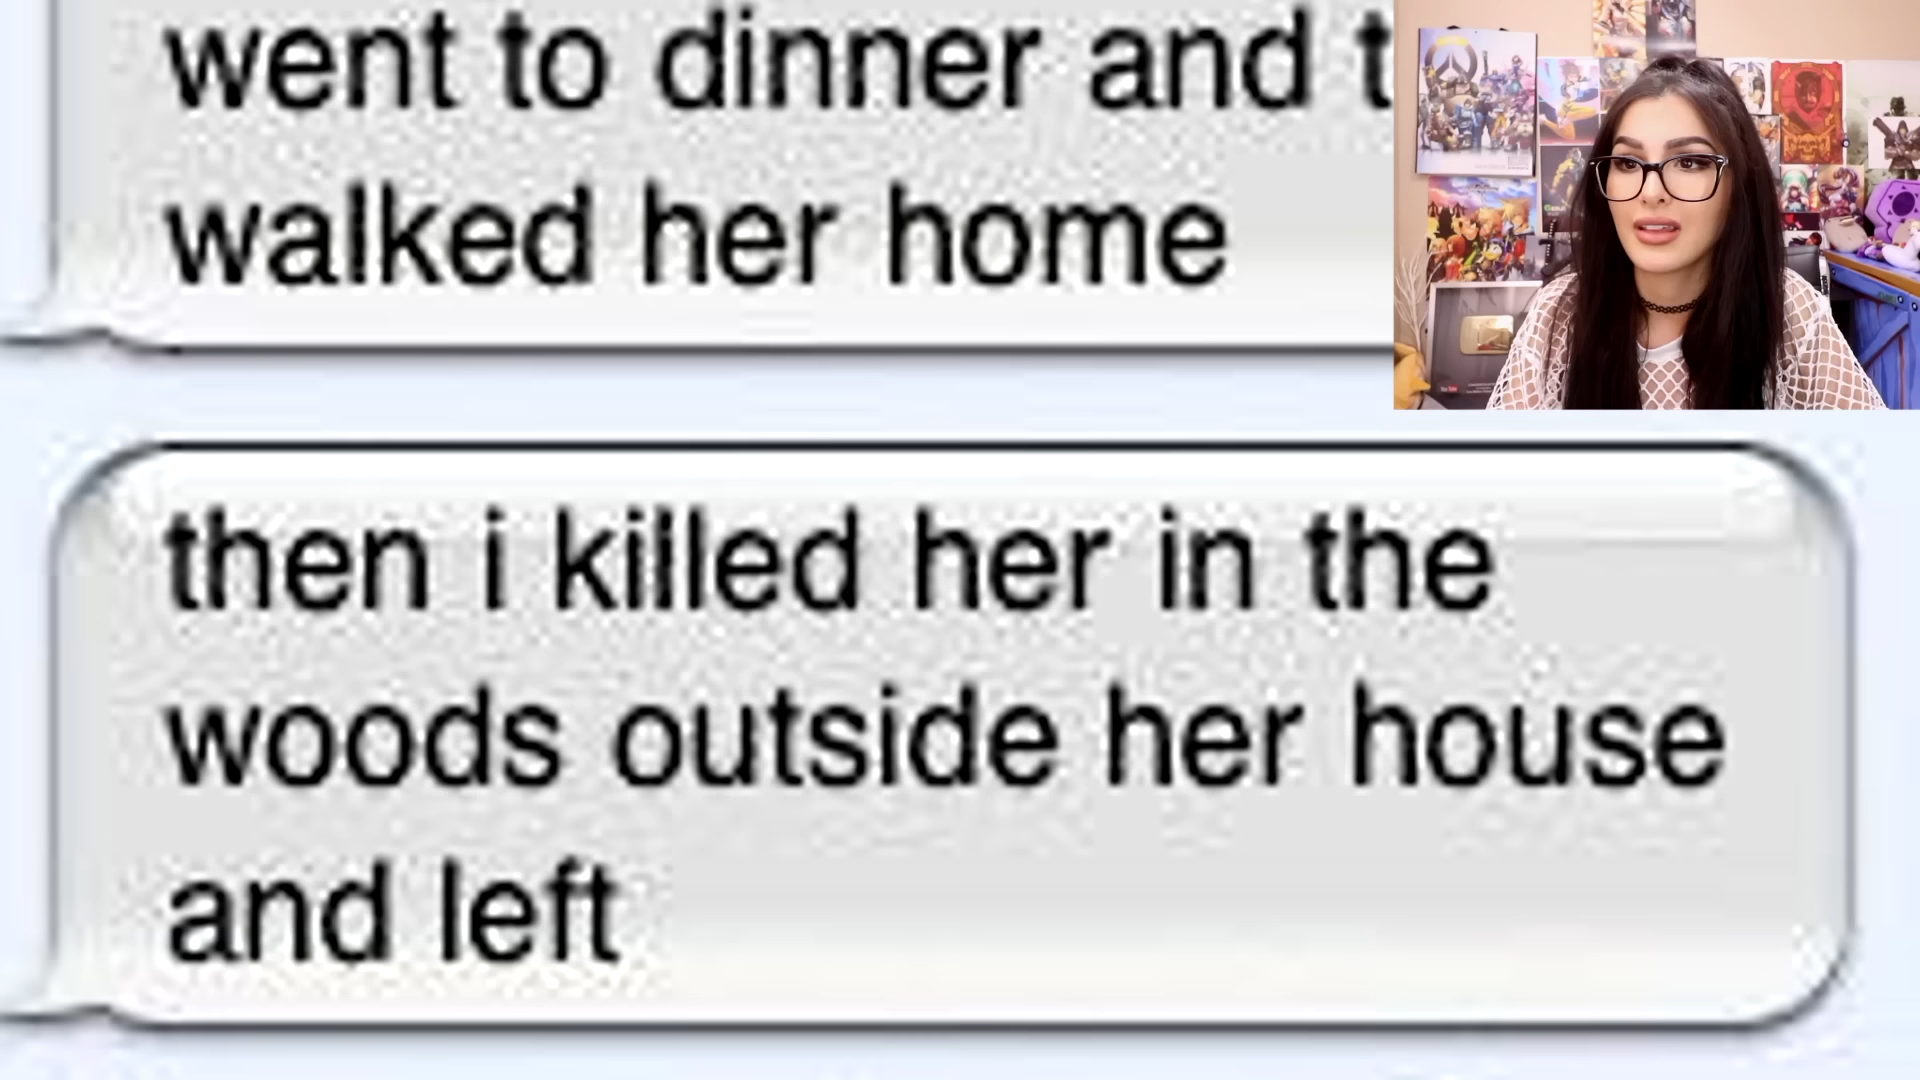 went to dinner and t
walked her home
then i killed her in the
woods outside her house
and left